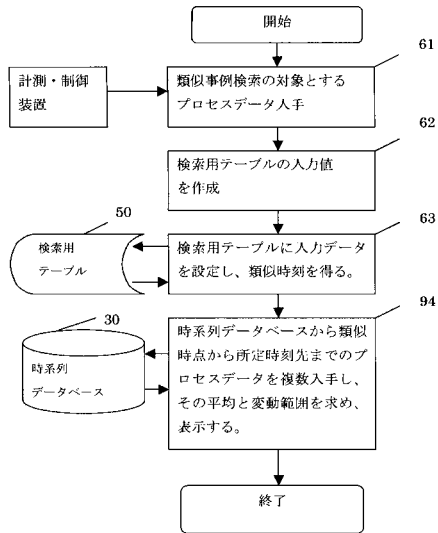 開始
61
計測・制御
装置
類似事例検索の対象とする
プロセスデータ人手
62
検索用テーブルの人力値
を作成
50
63
検索用
テーブル
検索用テーブルに人力データ
を設定し、類似時刻を得る。
94
30
時系列
データベース
時系列データベースから類似
時点から所定時刻先までのプ
ロセスデータを複数入手し、
その平均と変動範囲を求め、
表示する。
終了